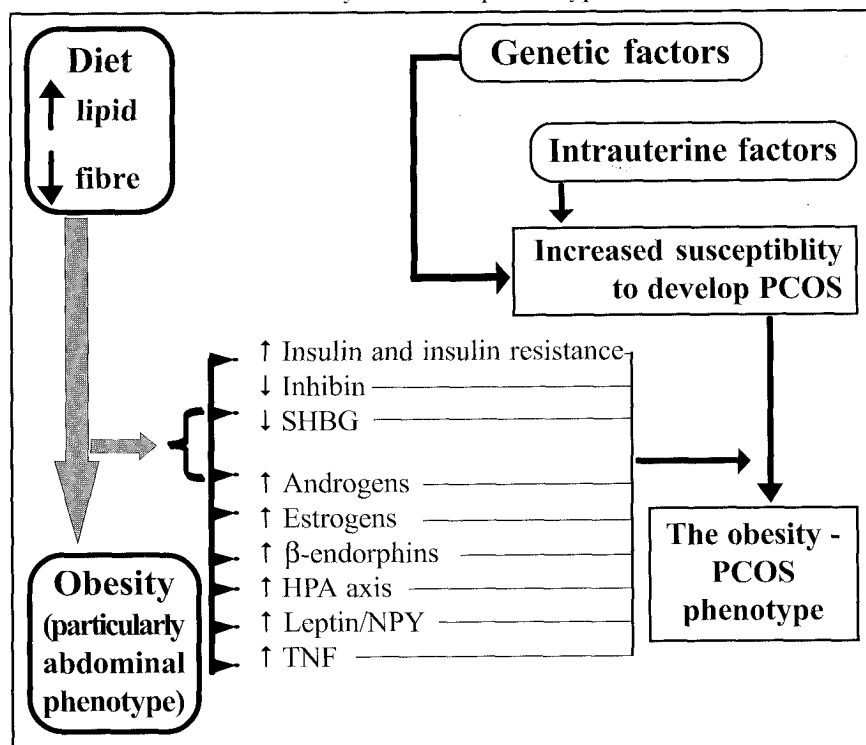 Diet
↑ lipid
↓ fibre
Genetic factors
Intrauterine factors
Increased susceptiblity
to develop PCOS
↑ Insulin and insulin resistance
↓ Inhibin
↓ SHBG
↑ Androgens
↑ Estrogens
↑ β-endorphins
↑ HPA axis
↑ Leptin/NPY
↑ TNF
Obesity
(particularly
abdominal
phenotype)
The obesity -
PCOS
phenotype